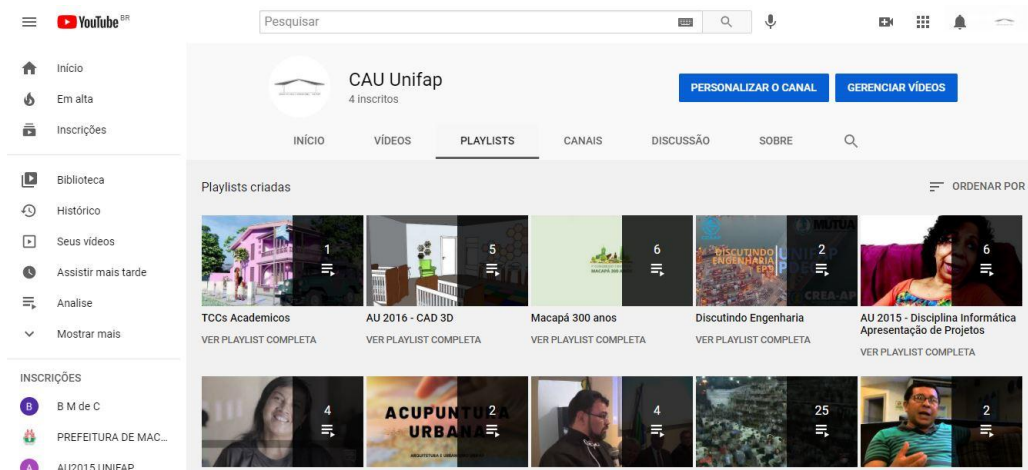 YouTube BR
Pesquisar
Início
Em alta
Inscrições
Biblioteca
Histórico
Seus vídeos
Assistir mais tarde
Analise
Mostrar mais
INSCRIÇÕES
B
B M de C
PREFEITURA DE MAC...
A
AU2015 UNIFAP
CAU Unifap
4 inscritos
PERSONALIZAR O CANAL
GERENCIAR VÍDEOS
INÍCIO
VÍDEOS
PLAYLISTS
CANAIS
DISCUSSÃO
SOBRE
Playlists criadas
ORDENAR POR
1
TCCs Academicos
VER PLAYLIST COMPLETA
5
AU 2016 - CAD 3D
VER PLAYLIST COMPLETA
MACAPÁ 300 ANOS
6
Macapá 300 anos
VER PLAYLIST COMPLETA
MUTUA
DISCUTINDO
ENGENHARIA
CREA-AP
2
Discutindo Engenharia
VER PLAYLIST COMPLETA
6
AU 2015 - Disciplina Informática
Apresentação de Projetos
VER PLAYLIST COMPLETA
4
ACUPUNTURA
URBANA
2
4
25
2